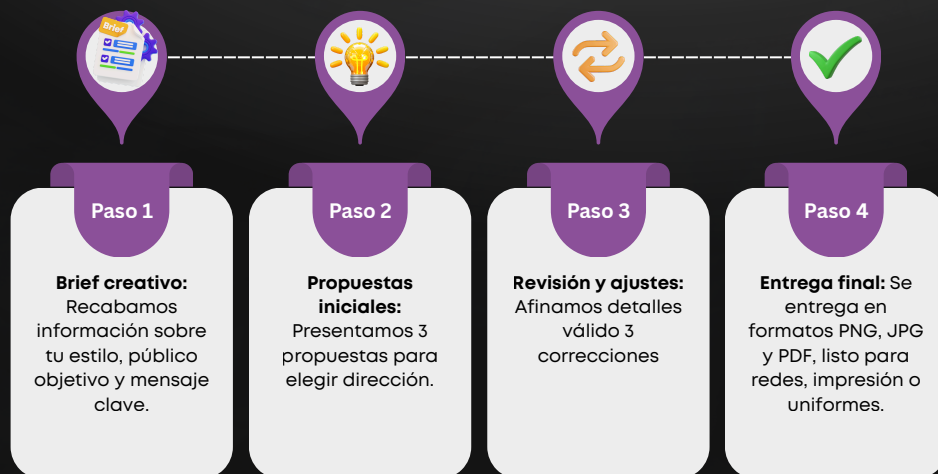 Brief
Paso 1
Brief creativo:
Recabamos
información sobre
tu estilo, público
objetivo y mensaje
clave.
Paso 2
Propuestas
iniciales:
Presentamos 3
propuestas para
elegir dirección.
Paso 3
Revisión y ajustes:
Afinamos detalles
válido 3
correcciones
Paso 4
Entrega final: Se
entrega en
formatos PNG, JPG
y PDF, listo para
redes, impresión o
uniformes.